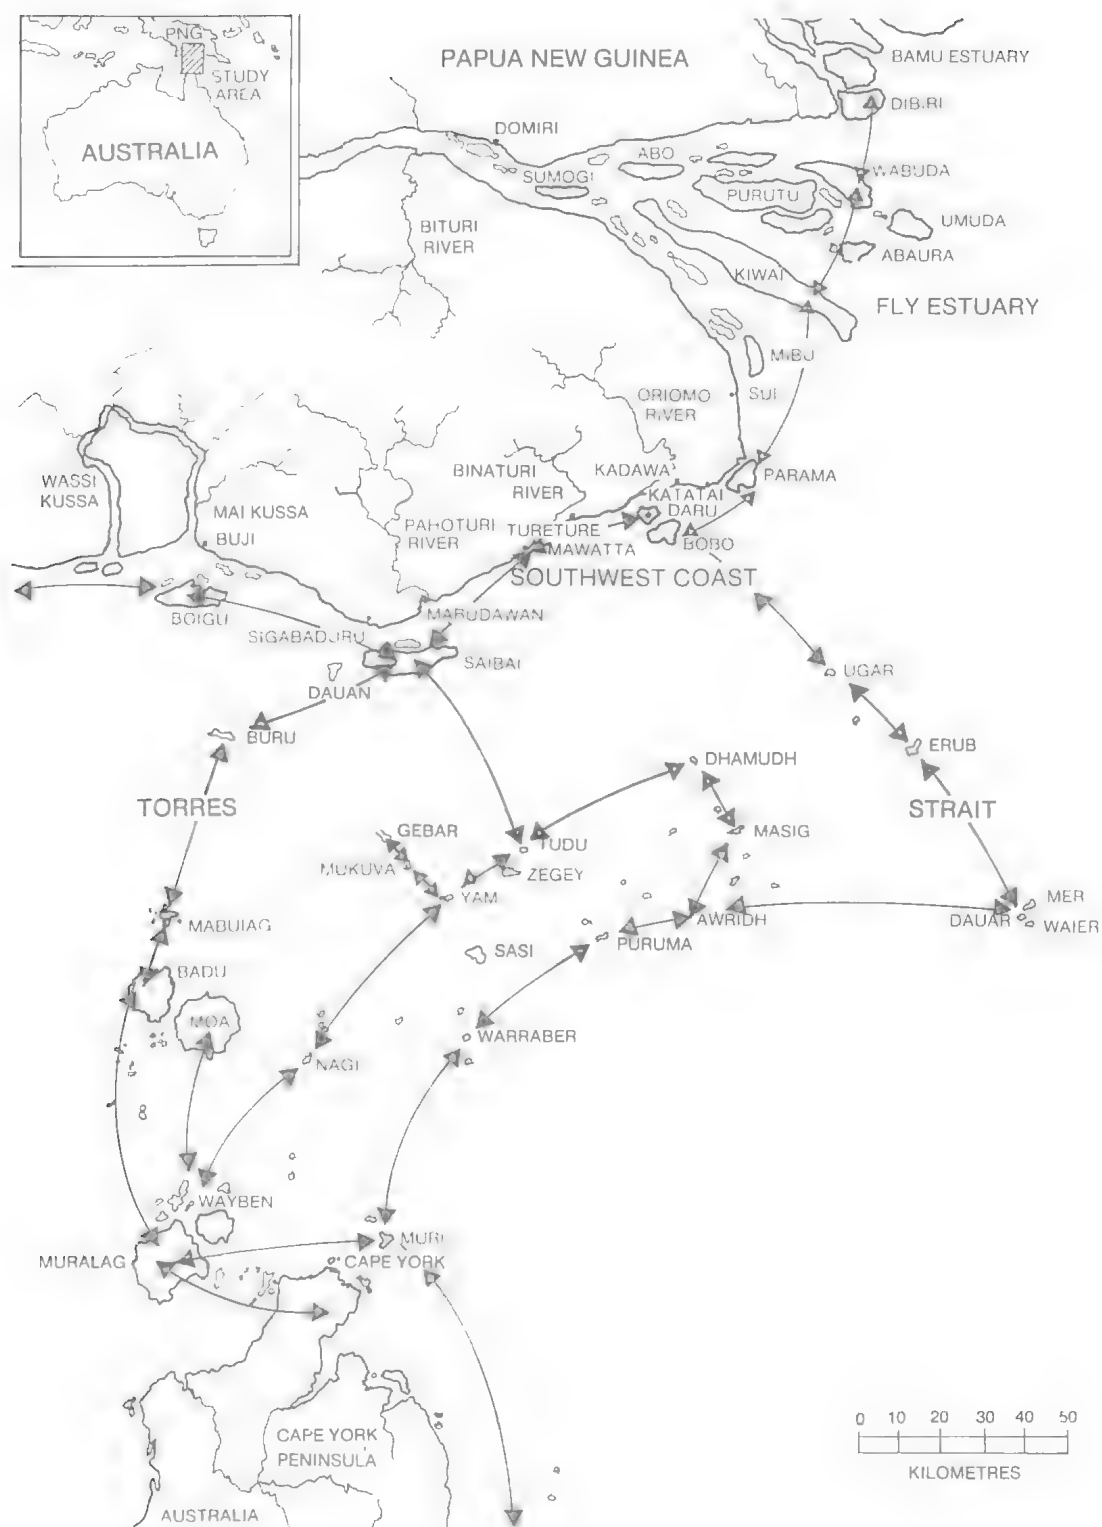 PNG
STUDY
AREA
AUSTRALIA
PAPUA NEW GUINEA
BAMU ESTUARY
DIBIRI
DOMIRI
ABO
SUMOGI
WABUDA
PURUTU
UMUDA
BITURI
RIVER
ABAURA
KIWAI
FLY ESTUARY
MIBU
ORIOMO
RIVER
SUI
WASSI
KUSSA
BINATURI
RIVER
KADAWA
PARAMA
KATATAI
DARU
MAI KUSSA
BUJI
PAHOTURI
RIVER
TURETURE
MAWATTA
BOBO
SOUTHWEST COAST
BOIGU
MARUDAWAN
SIGABADURU
SAIBAI
UGAR
DAUAN
BURU
ERUB
DHAMUDH
TORRES
STRAIT
GEBAR
MASIG
TUDU
MUKUVA
ZEGEY
YAM
MER
MABUIAG
AWRIDH
DAUAR
WAIER
PURUMA
SASI
BADU
MOA
WARRABER
NAGI
WAYBEN
MURI
MURALAG
CAPE YORK
0 10 20 30 40 50
KILOMETRES
CAPE YORK
PENINSULA
AUSTRALIA